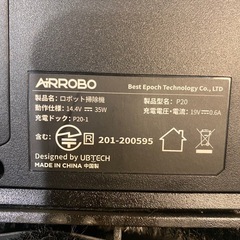 AIRROBO
Best Epoch Technology Co., LTD
製品名：ロボット掃除機
製品型番：P20
動作仕様：14.4V ⎓ 35W
充電電圧・電流：19V⎓0.6A
充電ドック：P20-1
含む：
R 201-200595
Designed by UBTECH
MADE IN CHINA 中国製